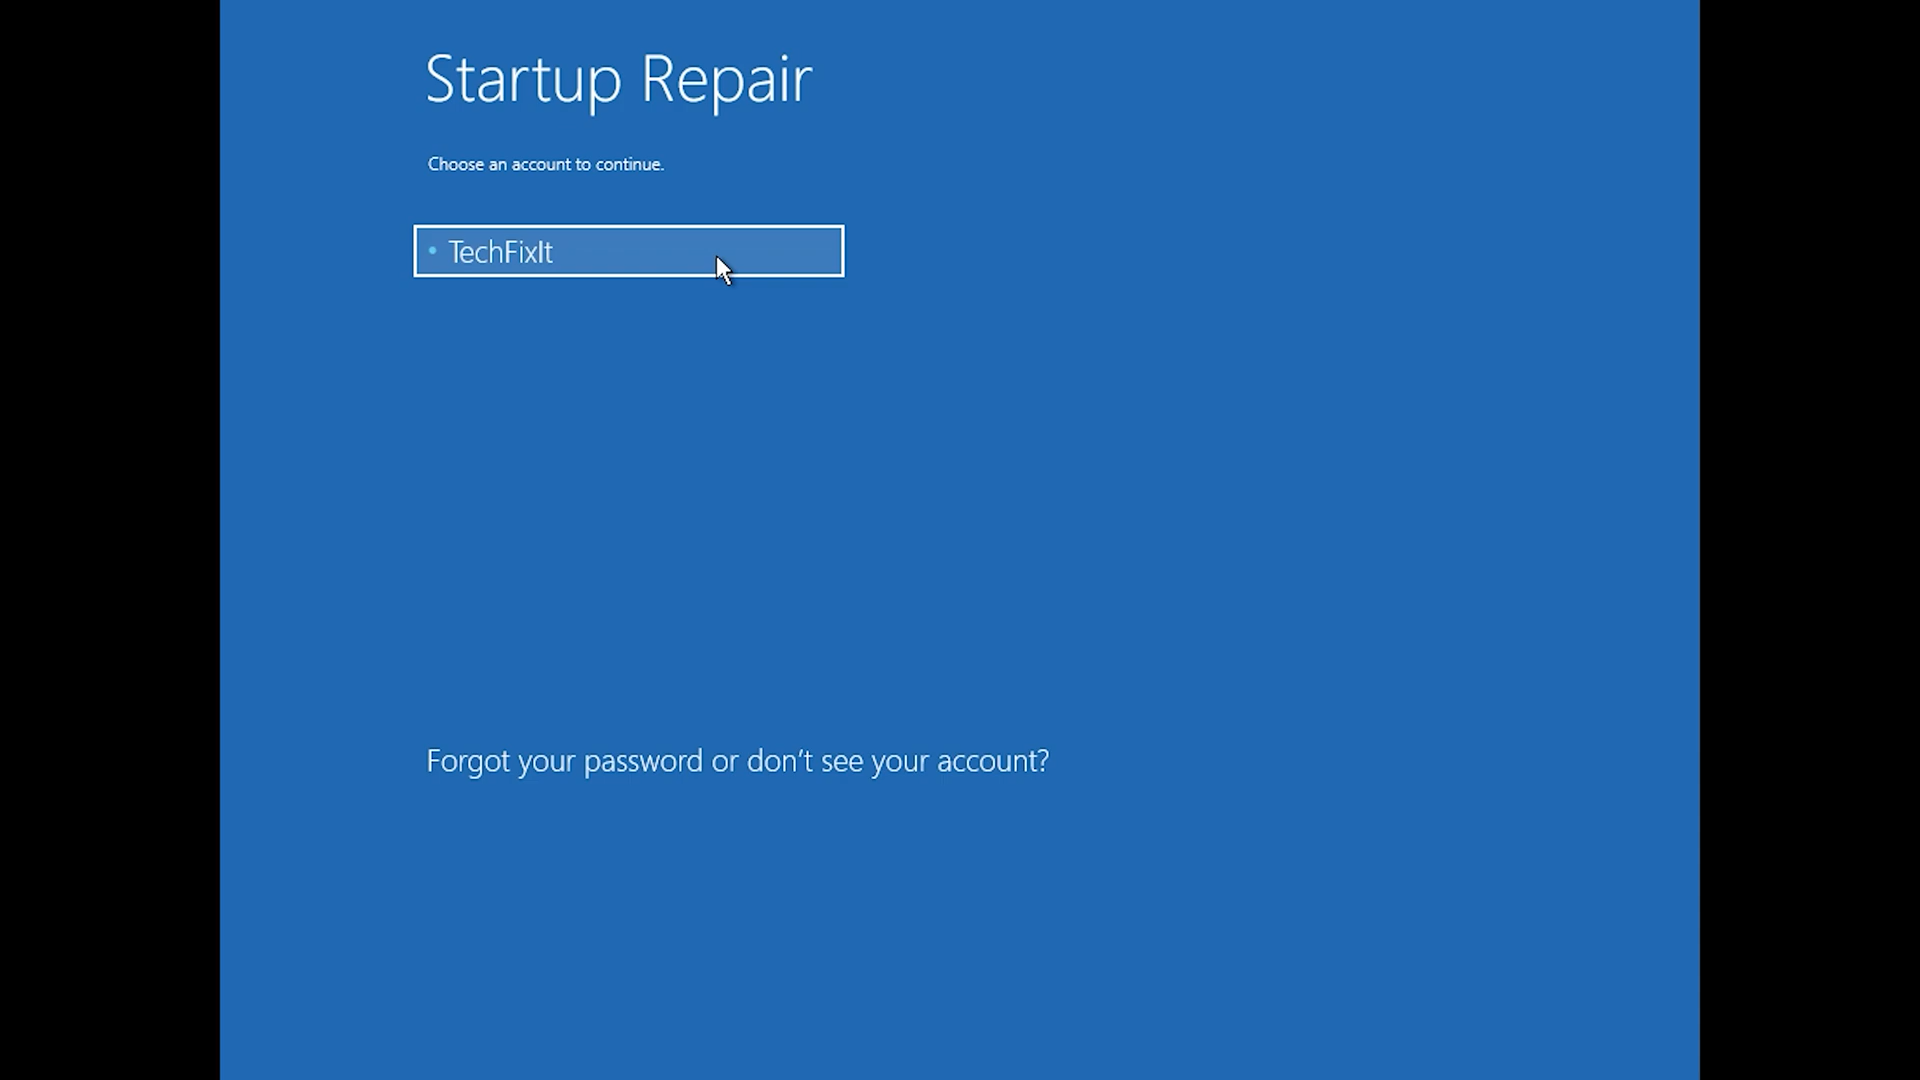 Startup Repair
Choose an account to continue.
TechFixIt
Forgot your password or don’t see your account?